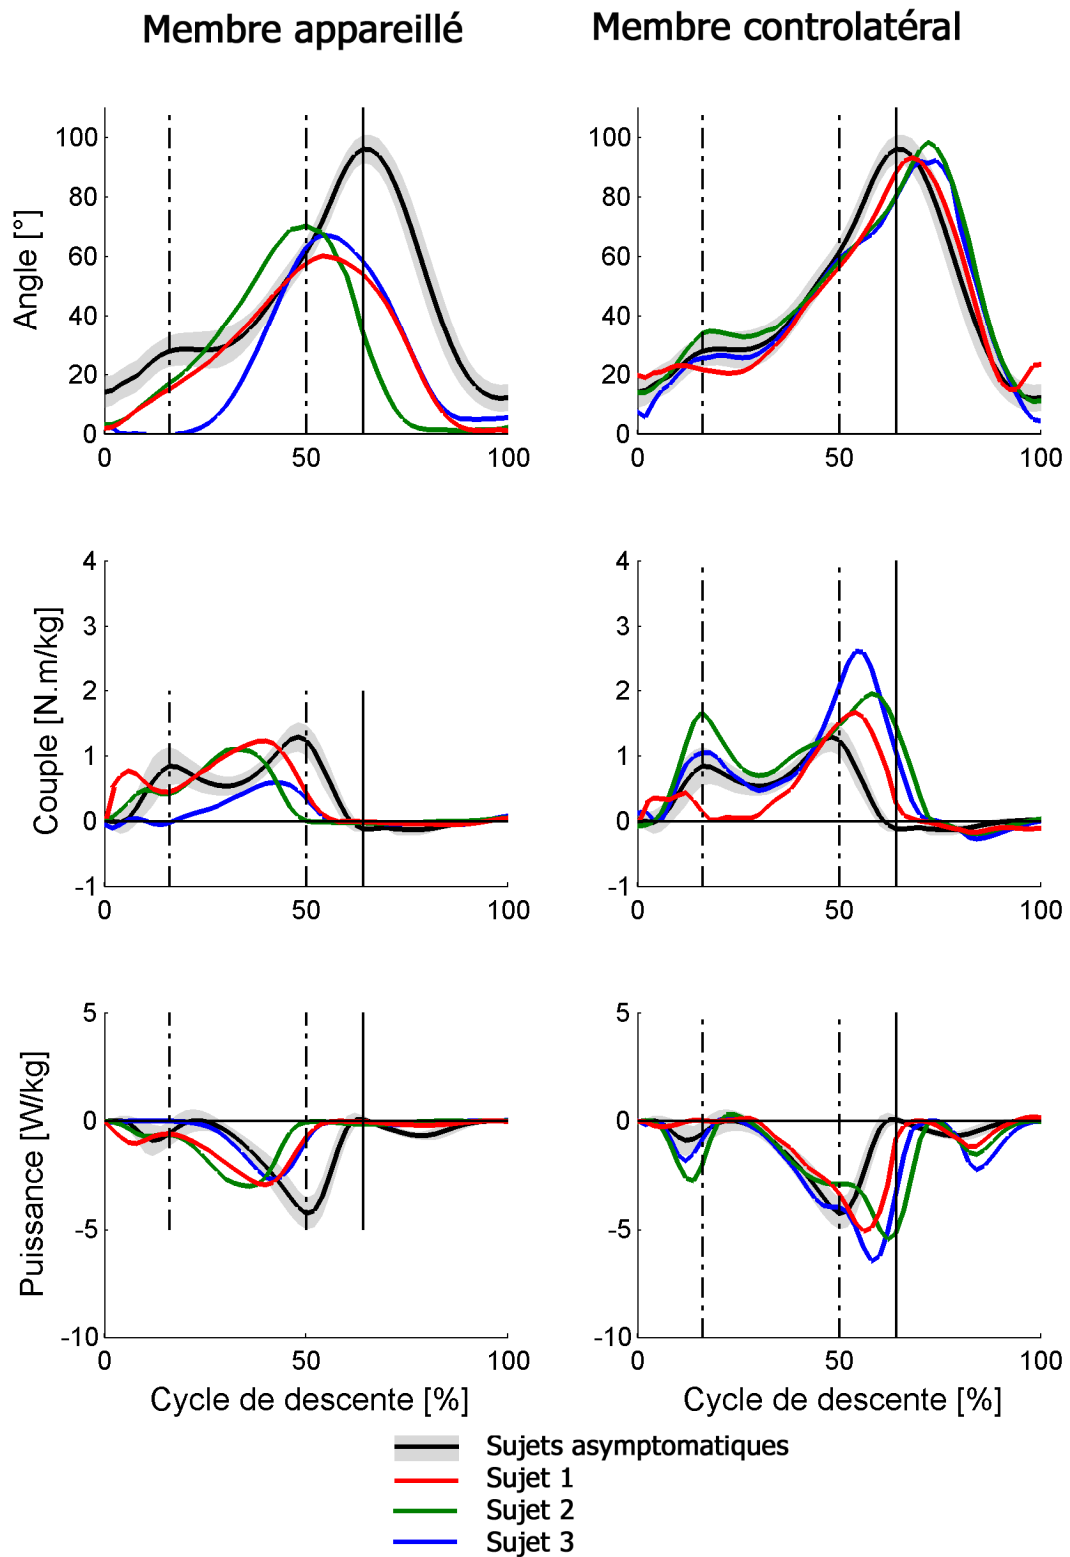 Membre appareillé
Membre controlatéral
Angle [°]
100
80
60
40
20
0
0 50 100
100
80
60
40
20
0
0 50 100
Couple [N.m/kg]
4
3
2
1
0
-1
0 50 100
4
3
2
1
0
-1
0 50 100
Puissance [W/kg]
5
0
-5
-10
0 50 100
Cycle de descente [%]
5
0
-5
-10
0 50 100
Cycle de descente [%]
Sujets asymptomatiques
Sujet 1
Sujet 2
Sujet 3